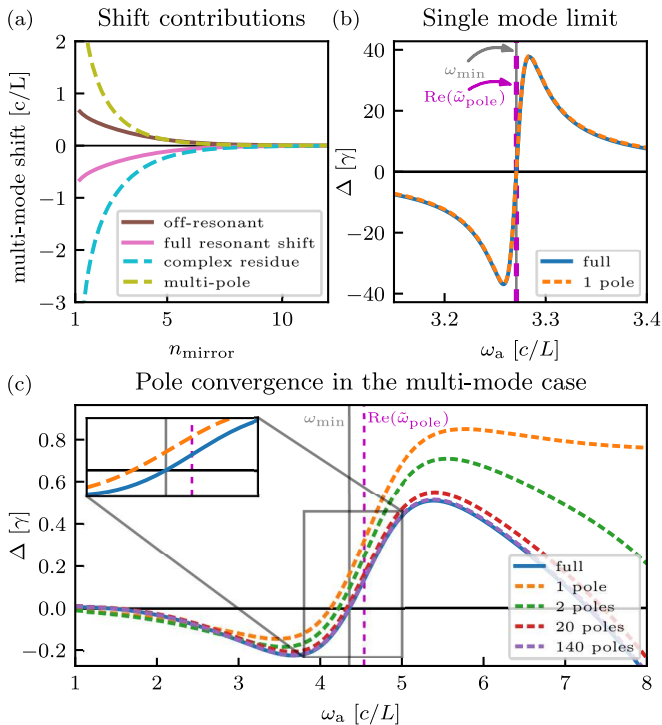 (a) Shift contributions
multi-mode shift [c/L]
2
1
0
−1
−2
−3
1 5 10
n_mirror
off-resonant
full resonant shift
complex residue
multi-pole
(b) Single mode limit
Δ [γ]
40
20
0
−20
−40
3.2 3.3 3.4
ω_a [c/L]
ω_min
Re(ω̃_pole)
full
1 pole
(c) Pole convergence in the multi-mode case
Δ [γ]
0.8
0.6
0.4
0.2
0.0
−0.2
1 2 3 4 5 6 7 8
ω_a [c/L]
ω_min Re(ω̃_pole)
full
1 pole
2 poles
20 poles
140 poles